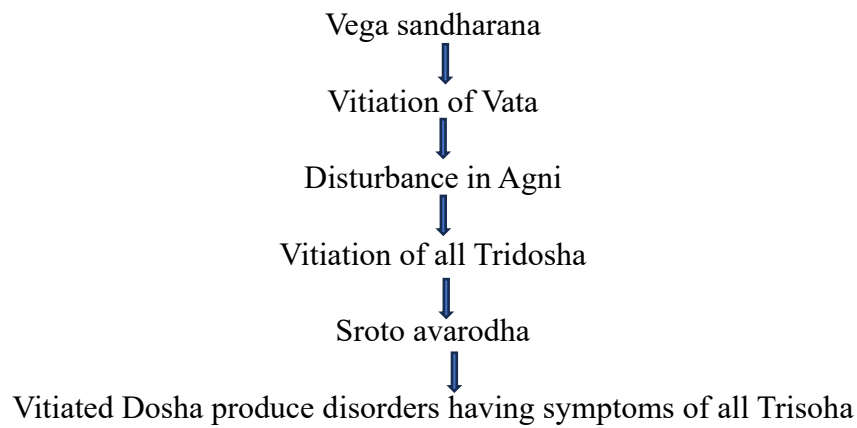 Vega sandharana
Vitiation of Vata
Disturbance in Agni
Vitiation of all Tridosha
Sroto avarodha
Vitiated Dosha produce disorders having symptoms of all Trisoha